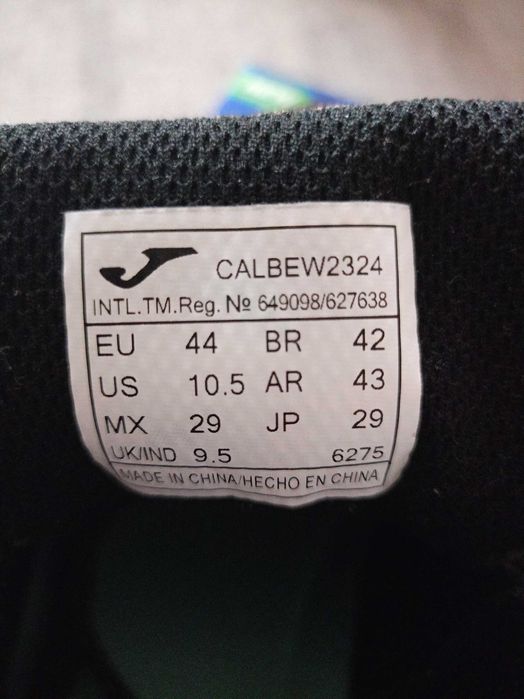 CALBEW2324
INTL.TM.Reg. № 649098/627638
EU 44 BR 42
US 10.5 AR 43
MX 29 JP 29
UK/IND 9.5 6275
MADE IN CHINA/HECHO EN CHINA